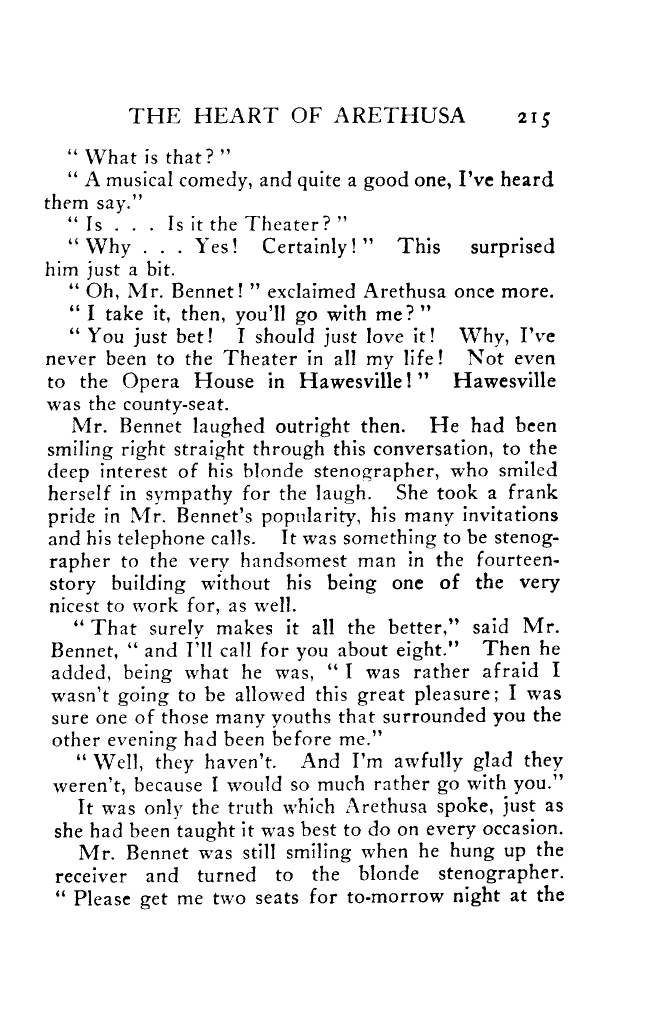 THE HEART OF ARETHUSA 215
" What is that? "
" A musical comedy, and quite a good one, I've heard
them say."
" Is . . . Is it the Theater? "
" Why . . . Yes! Certainly! " This surprised
him just a bit.
" Oh, Mr. Bennet! " exclaimed Arethusa once more.
" I take it, then, you'll go with me? "
" You just bet! I should just love it! Why, I've
never been to the Theater in all my life! Not even
to the Opera House in Hawesville! " Hawesville
was the county-seat.
Mr. Bennet laughed outright then. He had been
smiling right straight through this conversation, to the
deep interest of his blonde stenographer, who smiled
herself in sympathy for the laugh. She took a frank
pride in Mr. Bennet's popularity, his many invitations
and his telephone calls. It was something to be stenog-
rapher to the very handsomest man in the fourteen-
story building without his being one of the very
nicest to work for, as well.
" That surely makes it all the better," said Mr.
Bennet, " and I'll call for you about eight." Then he
added, being what he was, " I was rather afraid I
wasn't going to be allowed this great pleasure; I was
sure one of those many youths that surrounded you the
other evening had been before me."
" Well, they haven't. And I'm awfully glad they
weren't, because I would so much rather go with you."
It was only the truth which Arethusa spoke, just as
she had been taught it was best to do on every occasion.
Mr. Bennet was still smiling when he hung up the
receiver and turned to the blonde stenographer.
" Please get me two seats for to-morrow night at the